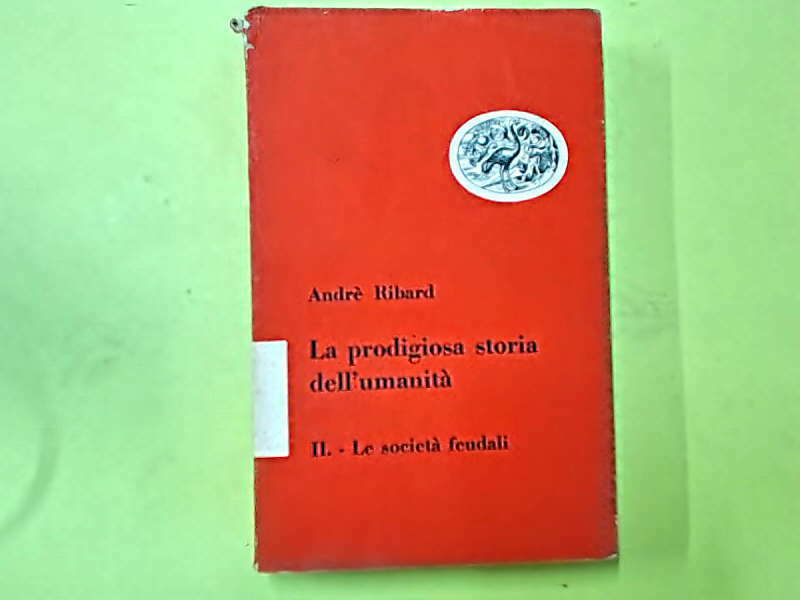 Andrè Ribard
La prodigiosa storia
dell'umanità
II. - Le società feudali